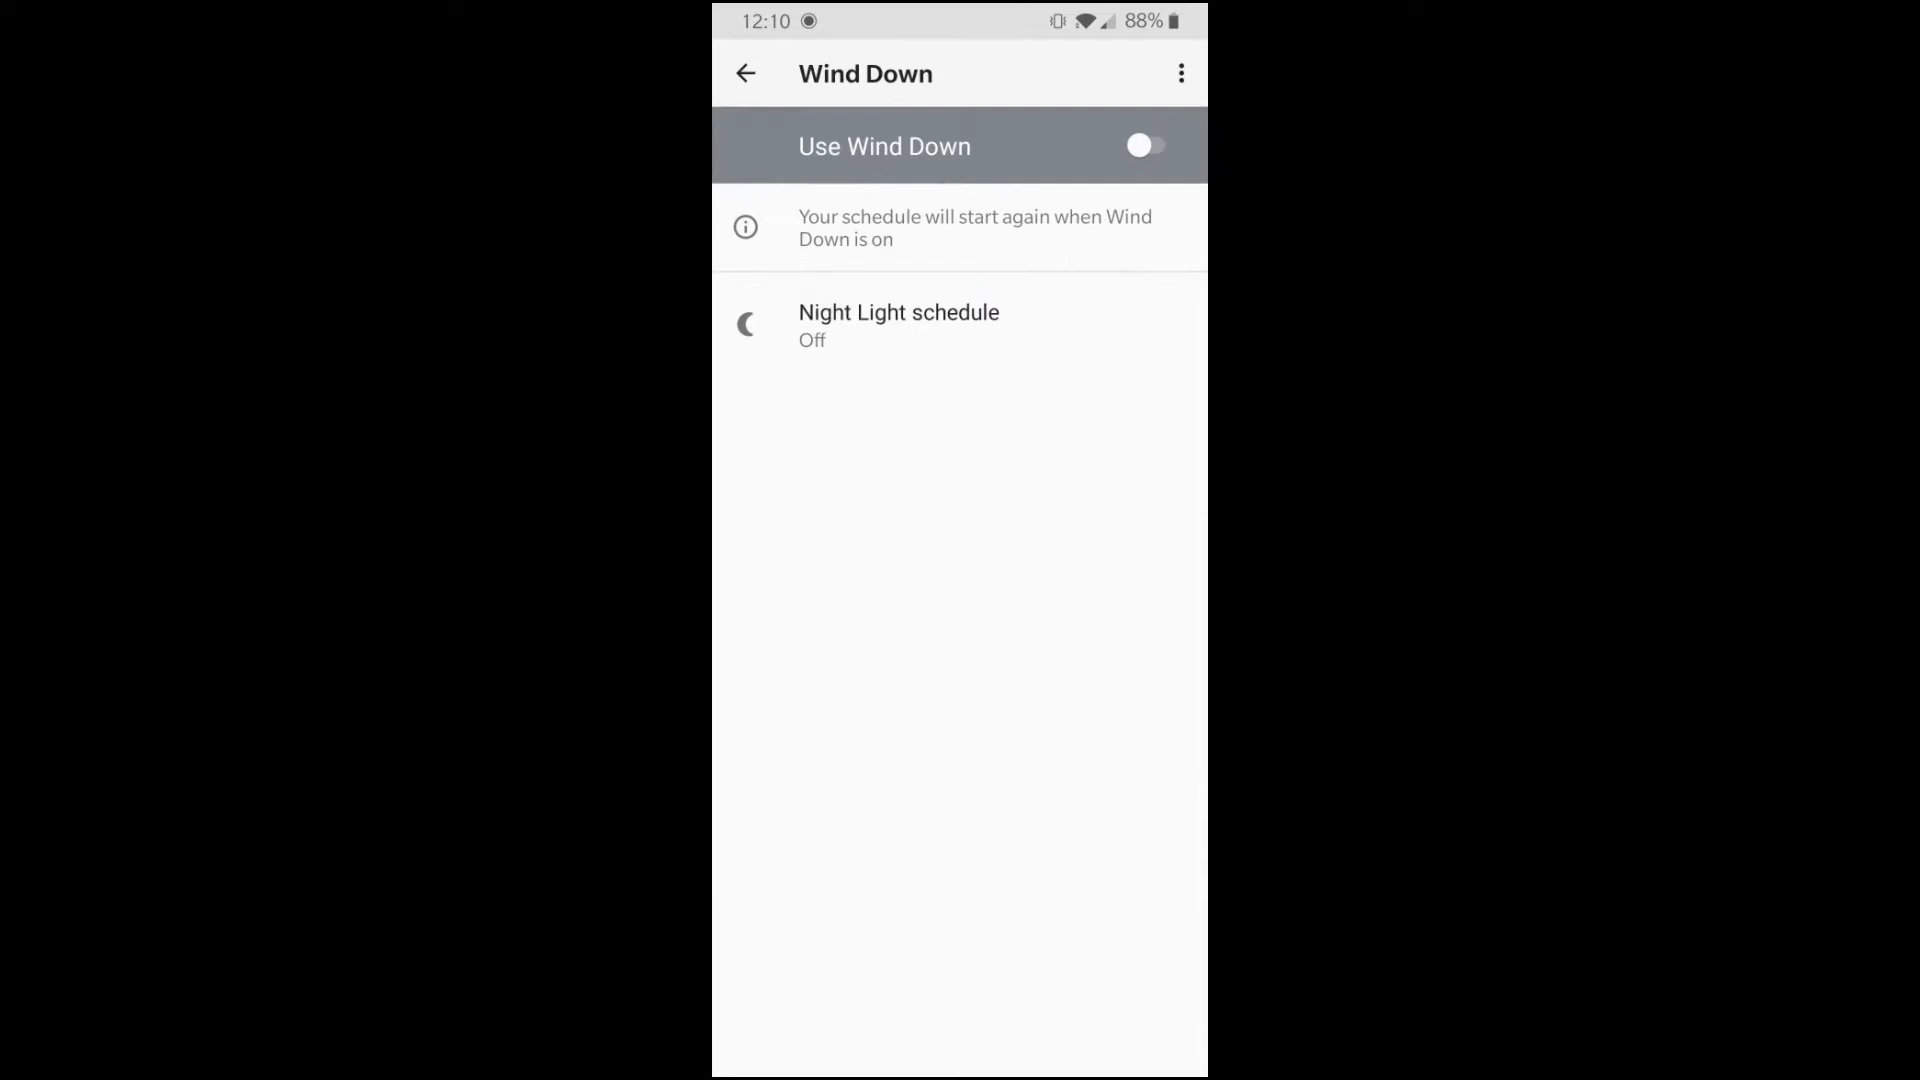 12:10 88%
Wind Down
Use Wind Down
Your schedule will start again when Wind
Down is on
Night Light schedule
Off